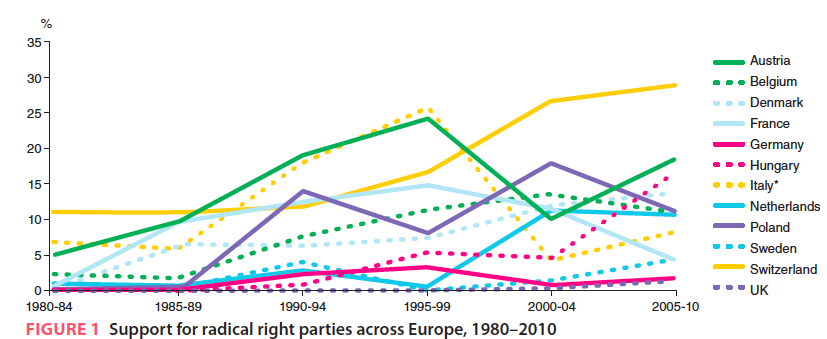 %
35
30
25
20
15
10
5
0
1980-84 1985-89 1990-94 1995-99 2000-04 2005-10
Austria
Belgium
Denmark
France
Germany
Hungary
Italy*
Netherlands
Poland
Sweden
Switzerland
UK
FIGURE 1 Support for radical right parties across Europe, 1980–2010